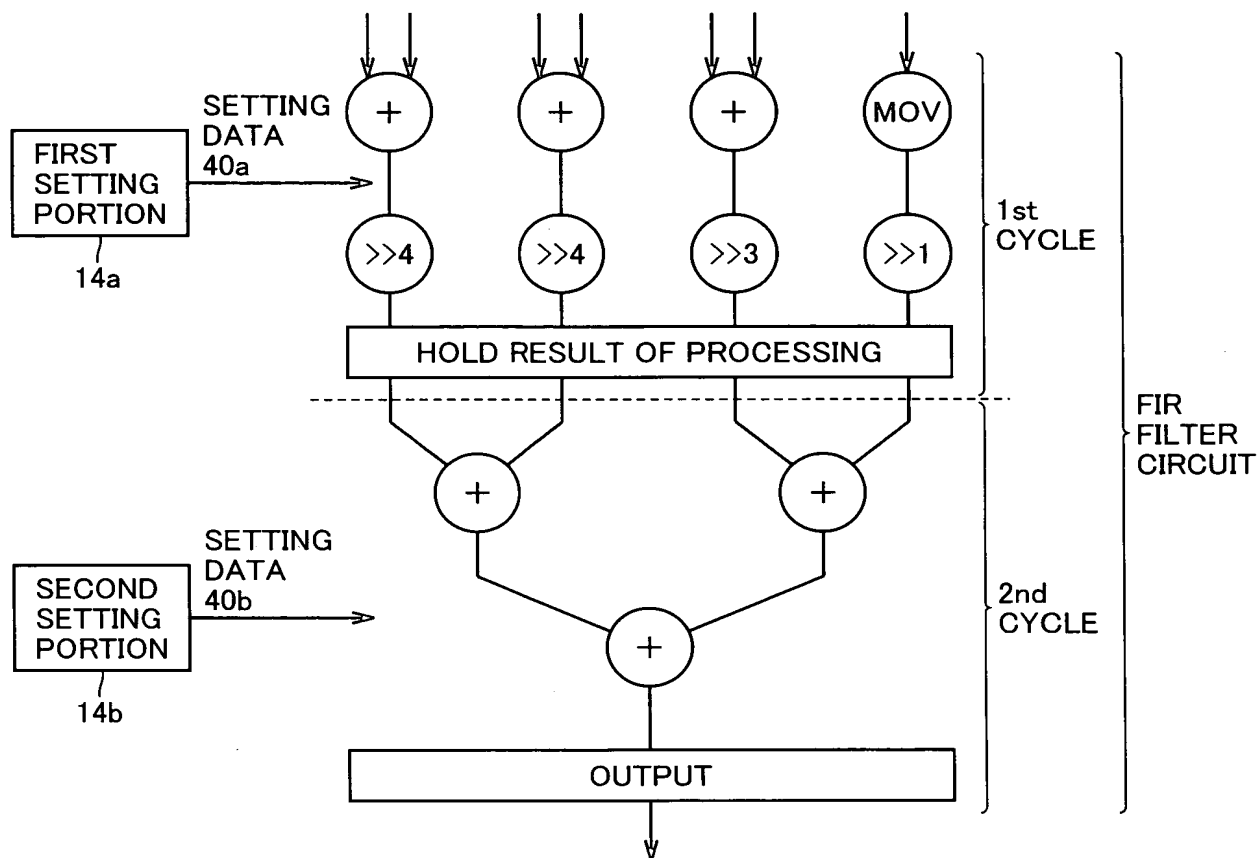 +
+
+
MOV
SETTING
DATA
40a
FIRST
SETTING
PORTION
14a
>>4
>>4
>>3
>>1
1st
CYCLE
HOLD RESULT OF PROCESSING
FIR
FILTER
CIRCUIT
+
+
SETTING
DATA
40b
SECOND
SETTING
PORTION
14b
+
2nd
CYCLE
OUTPUT